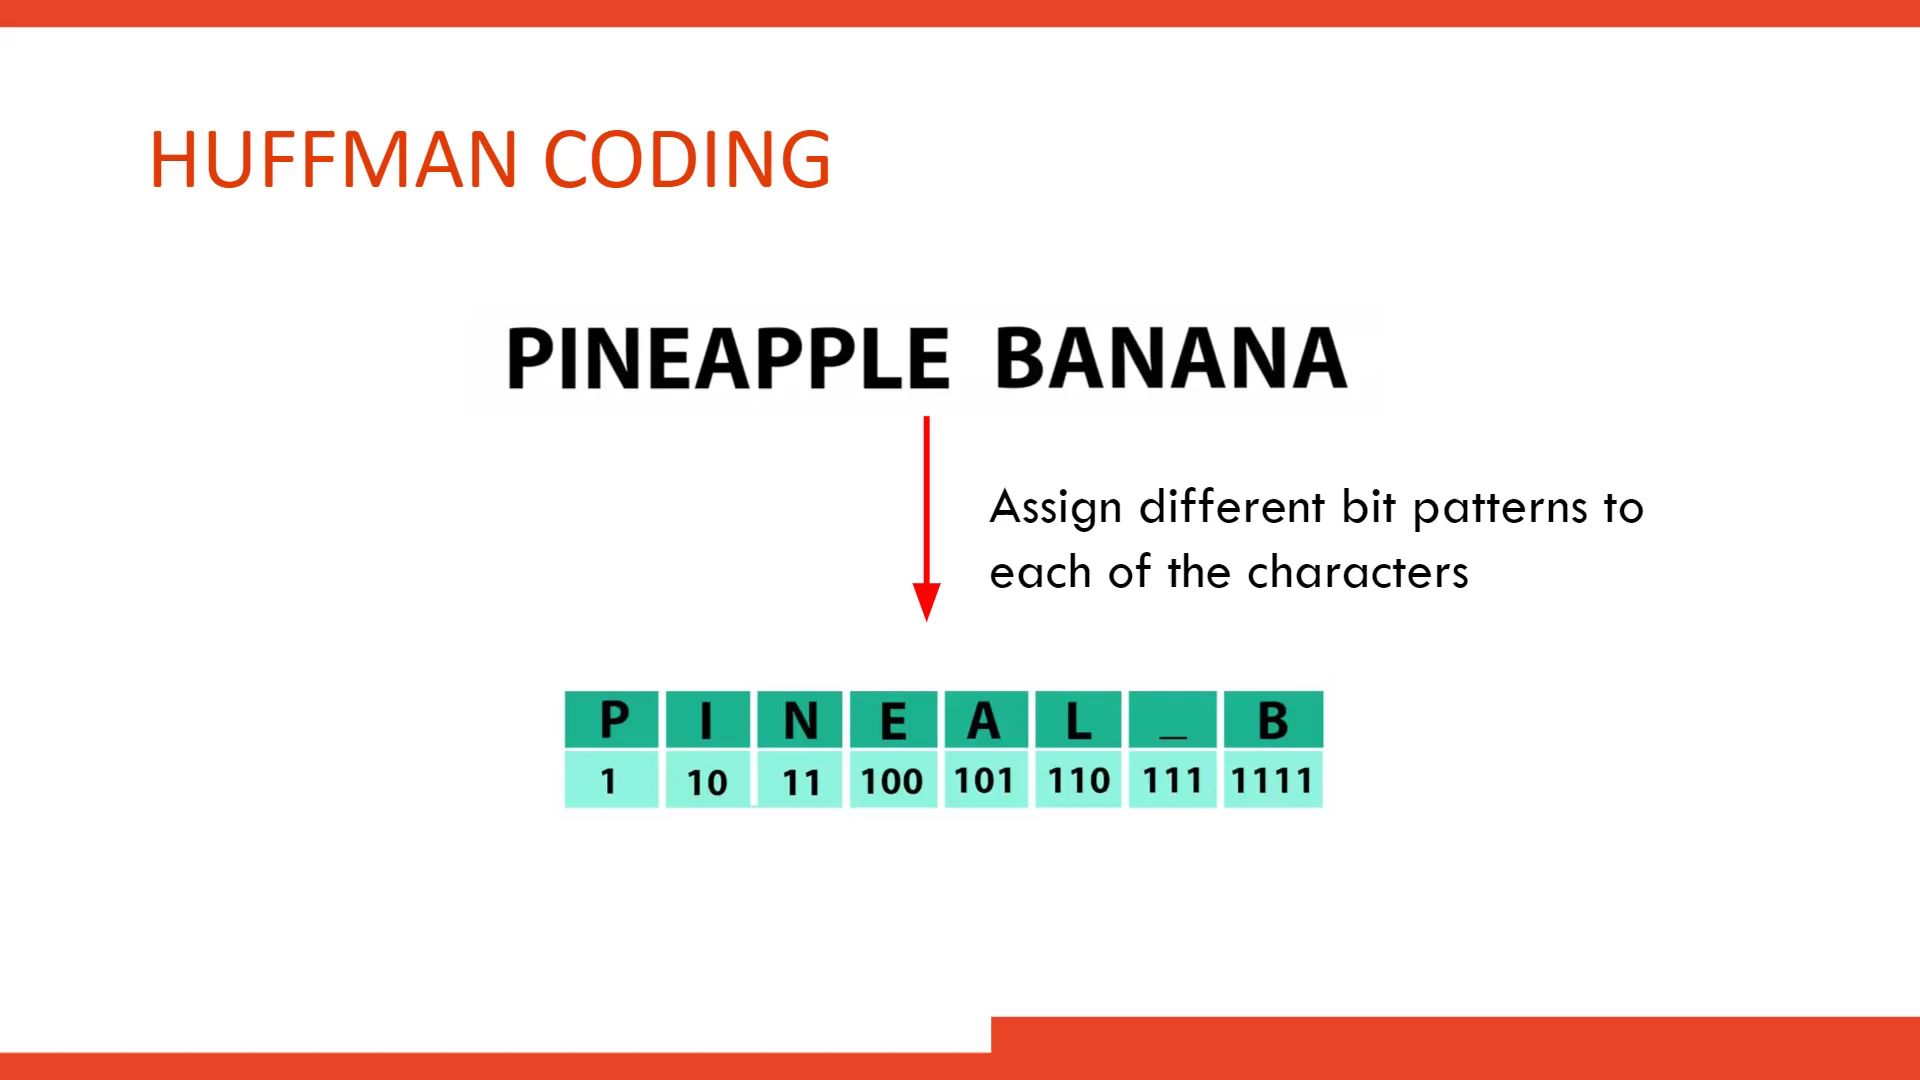 HUFFMAN CODING
PINEAPPLE BANANA
Assign different bit patterns to
each of the characters
P I N E A L _ B
1 10 11 100 101 110 111 1111